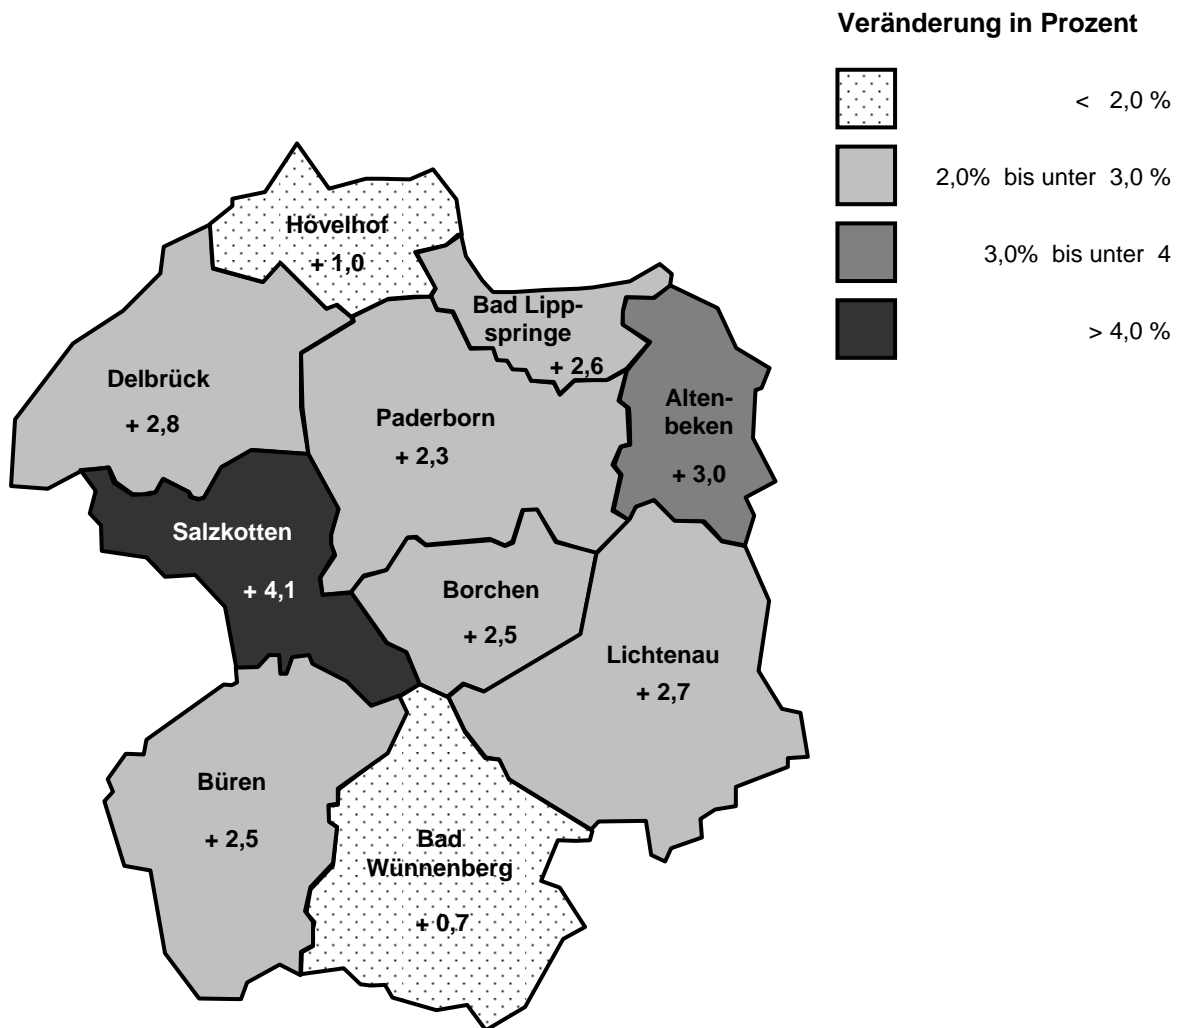 Veränderung in Prozent
< 2,0 %
2,0% bis unter 3,0 %
3,0% bis unter 4
> 4,0 %
Hövelhof
+ 1,0
Bad Lipp-
springe
+ 2,6
Delbrück
+ 2,8
Paderborn
+ 2,3
Alten-
beken
+ 3,0
Salzkotten
+ 4,1
Borchen
+ 2,5
Lichtenau
+ 2,7
Büren
+ 2,5
Bad
Wünnenberg
+ 0,7